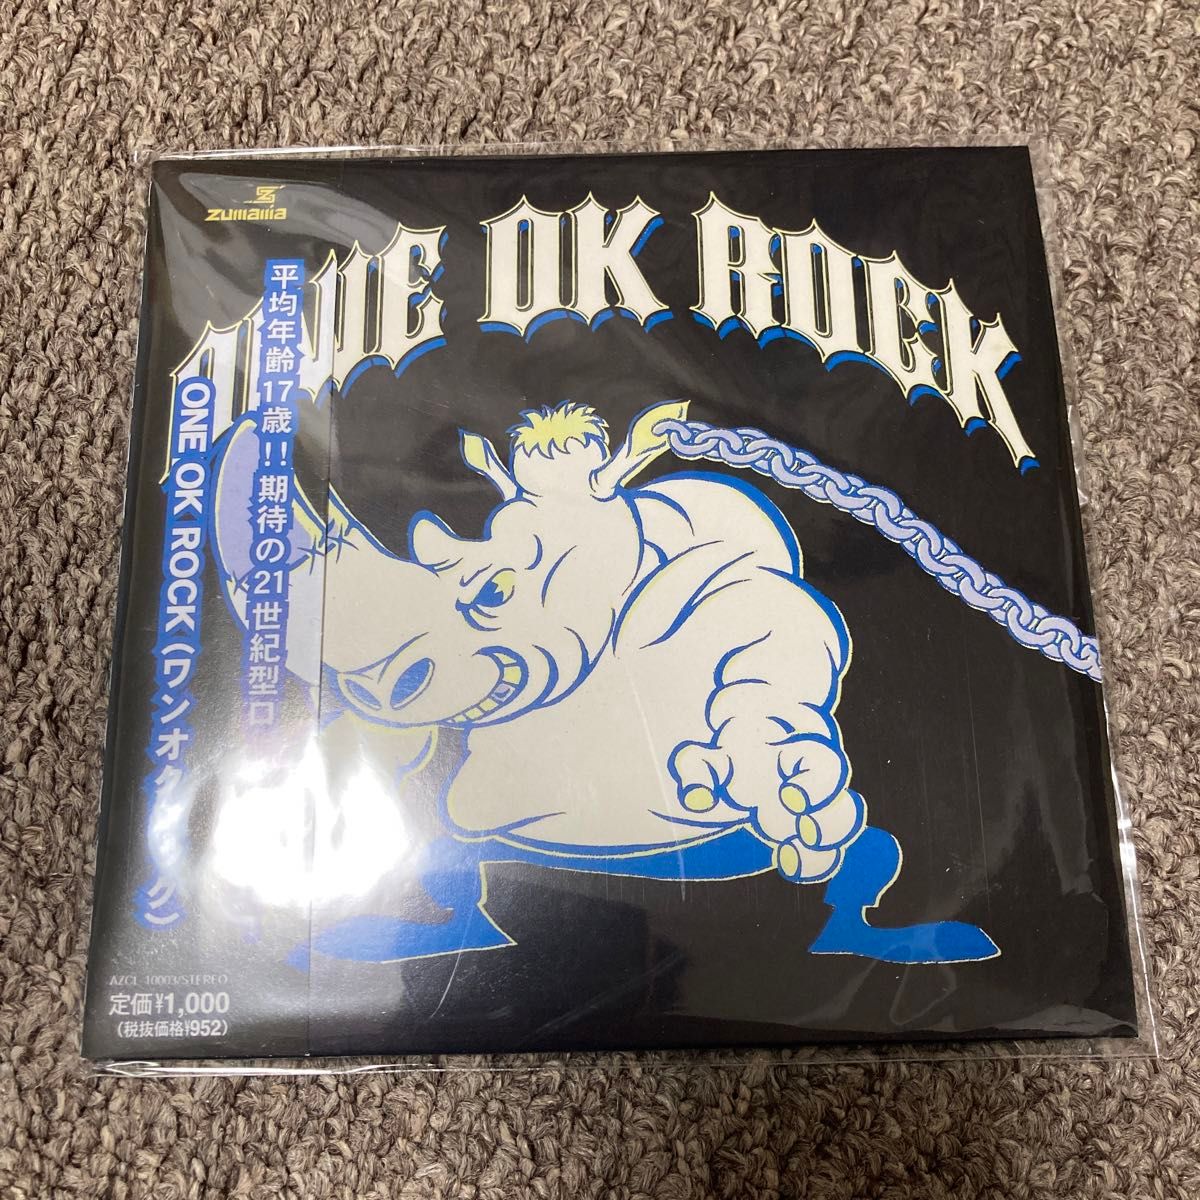 zumania
ONE OK ROCK
平均年齢17歳!!期待の21世紀型ロ
ONE OK ROCK(ワンオク
ク)
AZCL-10003/STEREO
定価¥1,000
(税抜価格¥952)